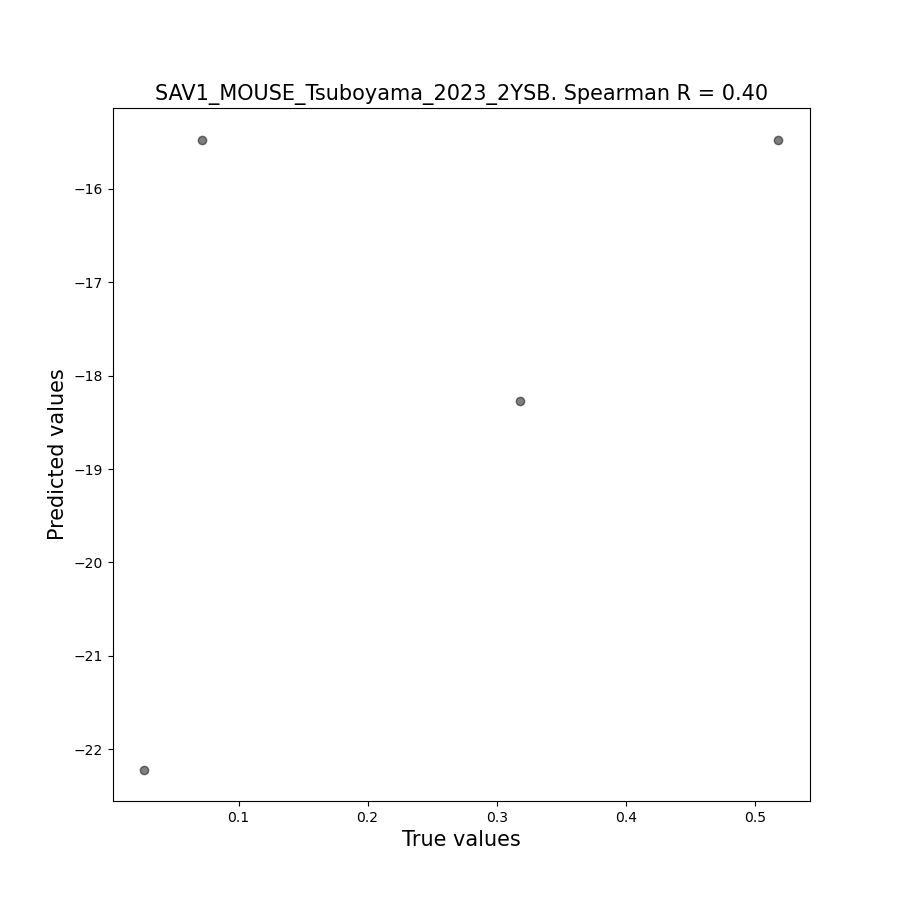 SAV1_MOUSE_Tsuboyama_2023_2YSB. Spearman R = 0.40
−16
−17
−18
−19
−20
−21
−22
Predicted values
0.1 0.2 0.3 0.4 0.5
True values